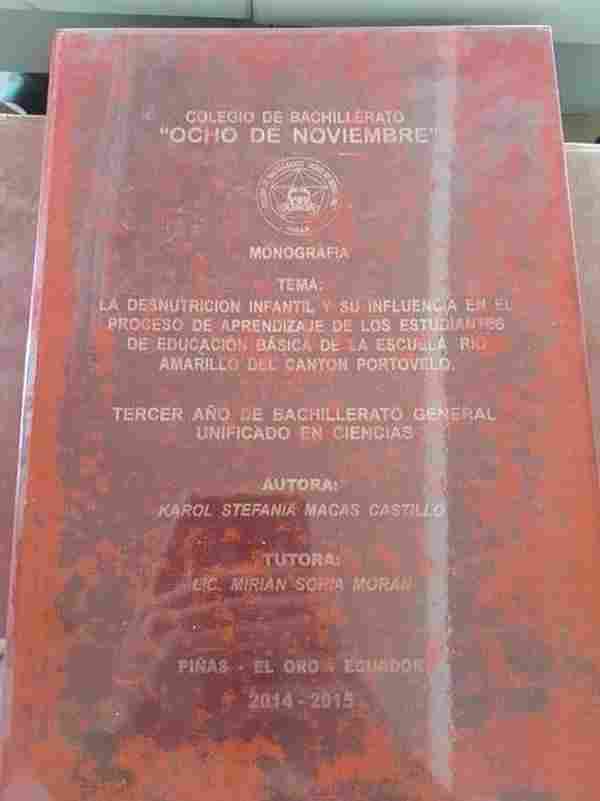 COLEGIO DE BACHILLERATO
"OCHO DE NOVIEMBRE"
MONOGRAFIA
TEMA:
LA DESNUTRICION INFANTIL Y SU INFLUENCIA EN EL
PROCESO DE APRENDIZAJE DE LOS ESTUDIANTES
DE EDUCACION BÁSICA DE LA ESCUELA RIO
AMARILLO DEL CANTON PORTOVELO.
TERCER AÑO DE BACHILLERATO GENERAL
UNIFICADO EN CIENCIAS
AUTORA:
KAROL STEFANIA MACAS CASTILLO
TUTORA:
LIC. MIRIAN SORIA MORAN
PIÑAS - EL ORO - ECUADOR
2014 - 2015